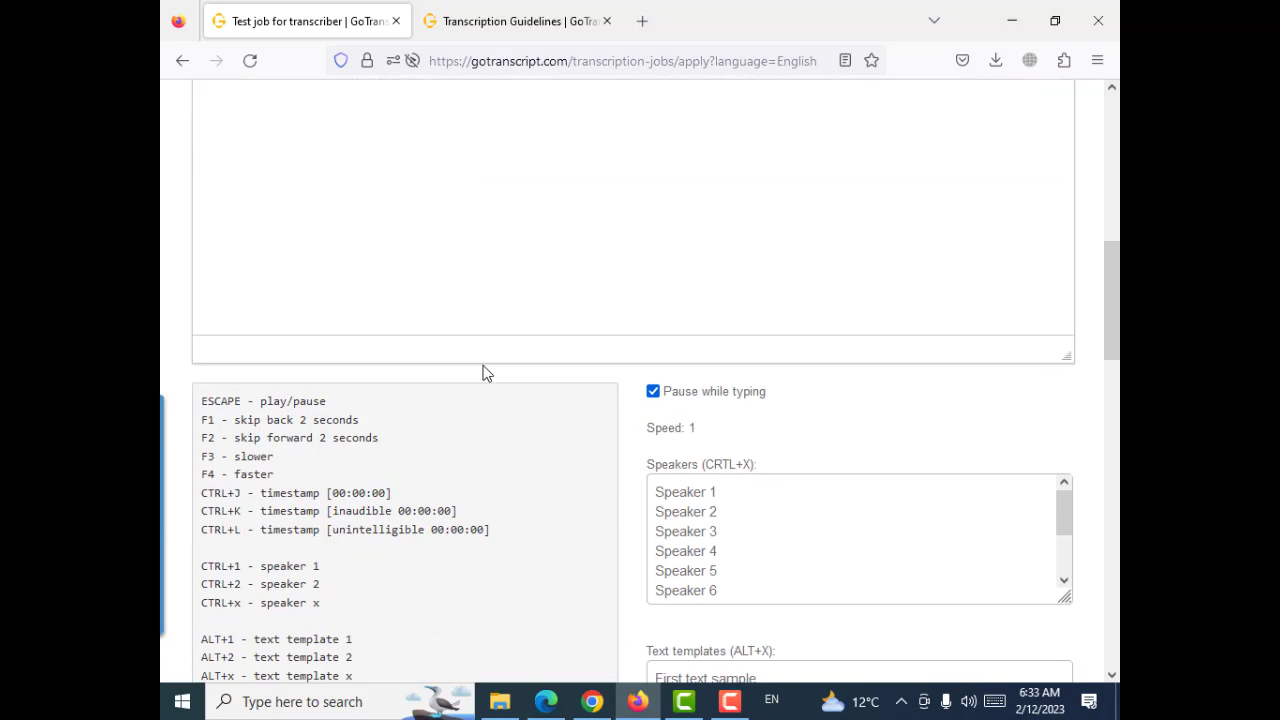 Test job for transcriber | GoTrans
Transcription Guidelines | GoTra
https://gotranscript.com/transcription-jobs/apply?language=English
ESCAPE - play/pause
F1 - skip back 2 seconds
F2 - skip forward 2 seconds
F3 - slower
F4 - faster
CTRL+J - timestamp [00:00:00]
CTRL+K - timestamp [inaudible 00:00:00]
CTRL+L - timestamp [unintelligible 00:00:00]
CTRL+1 - speaker 1
CTRL+2 - speaker 2
CTRL+x - speaker x
ALT+1 - text template 1
ALT+2 - text template 2
ALT+x - text template x
Pause while typing
Speed: 1
Speakers (CRTL+X):
Speaker 1
Speaker 2
Speaker 3
Speaker 4
Speaker 5
Speaker 6
Text templates (ALT+X):
First text sample
Type here to search
EN
12°C
6:33 AM
2/12/2023